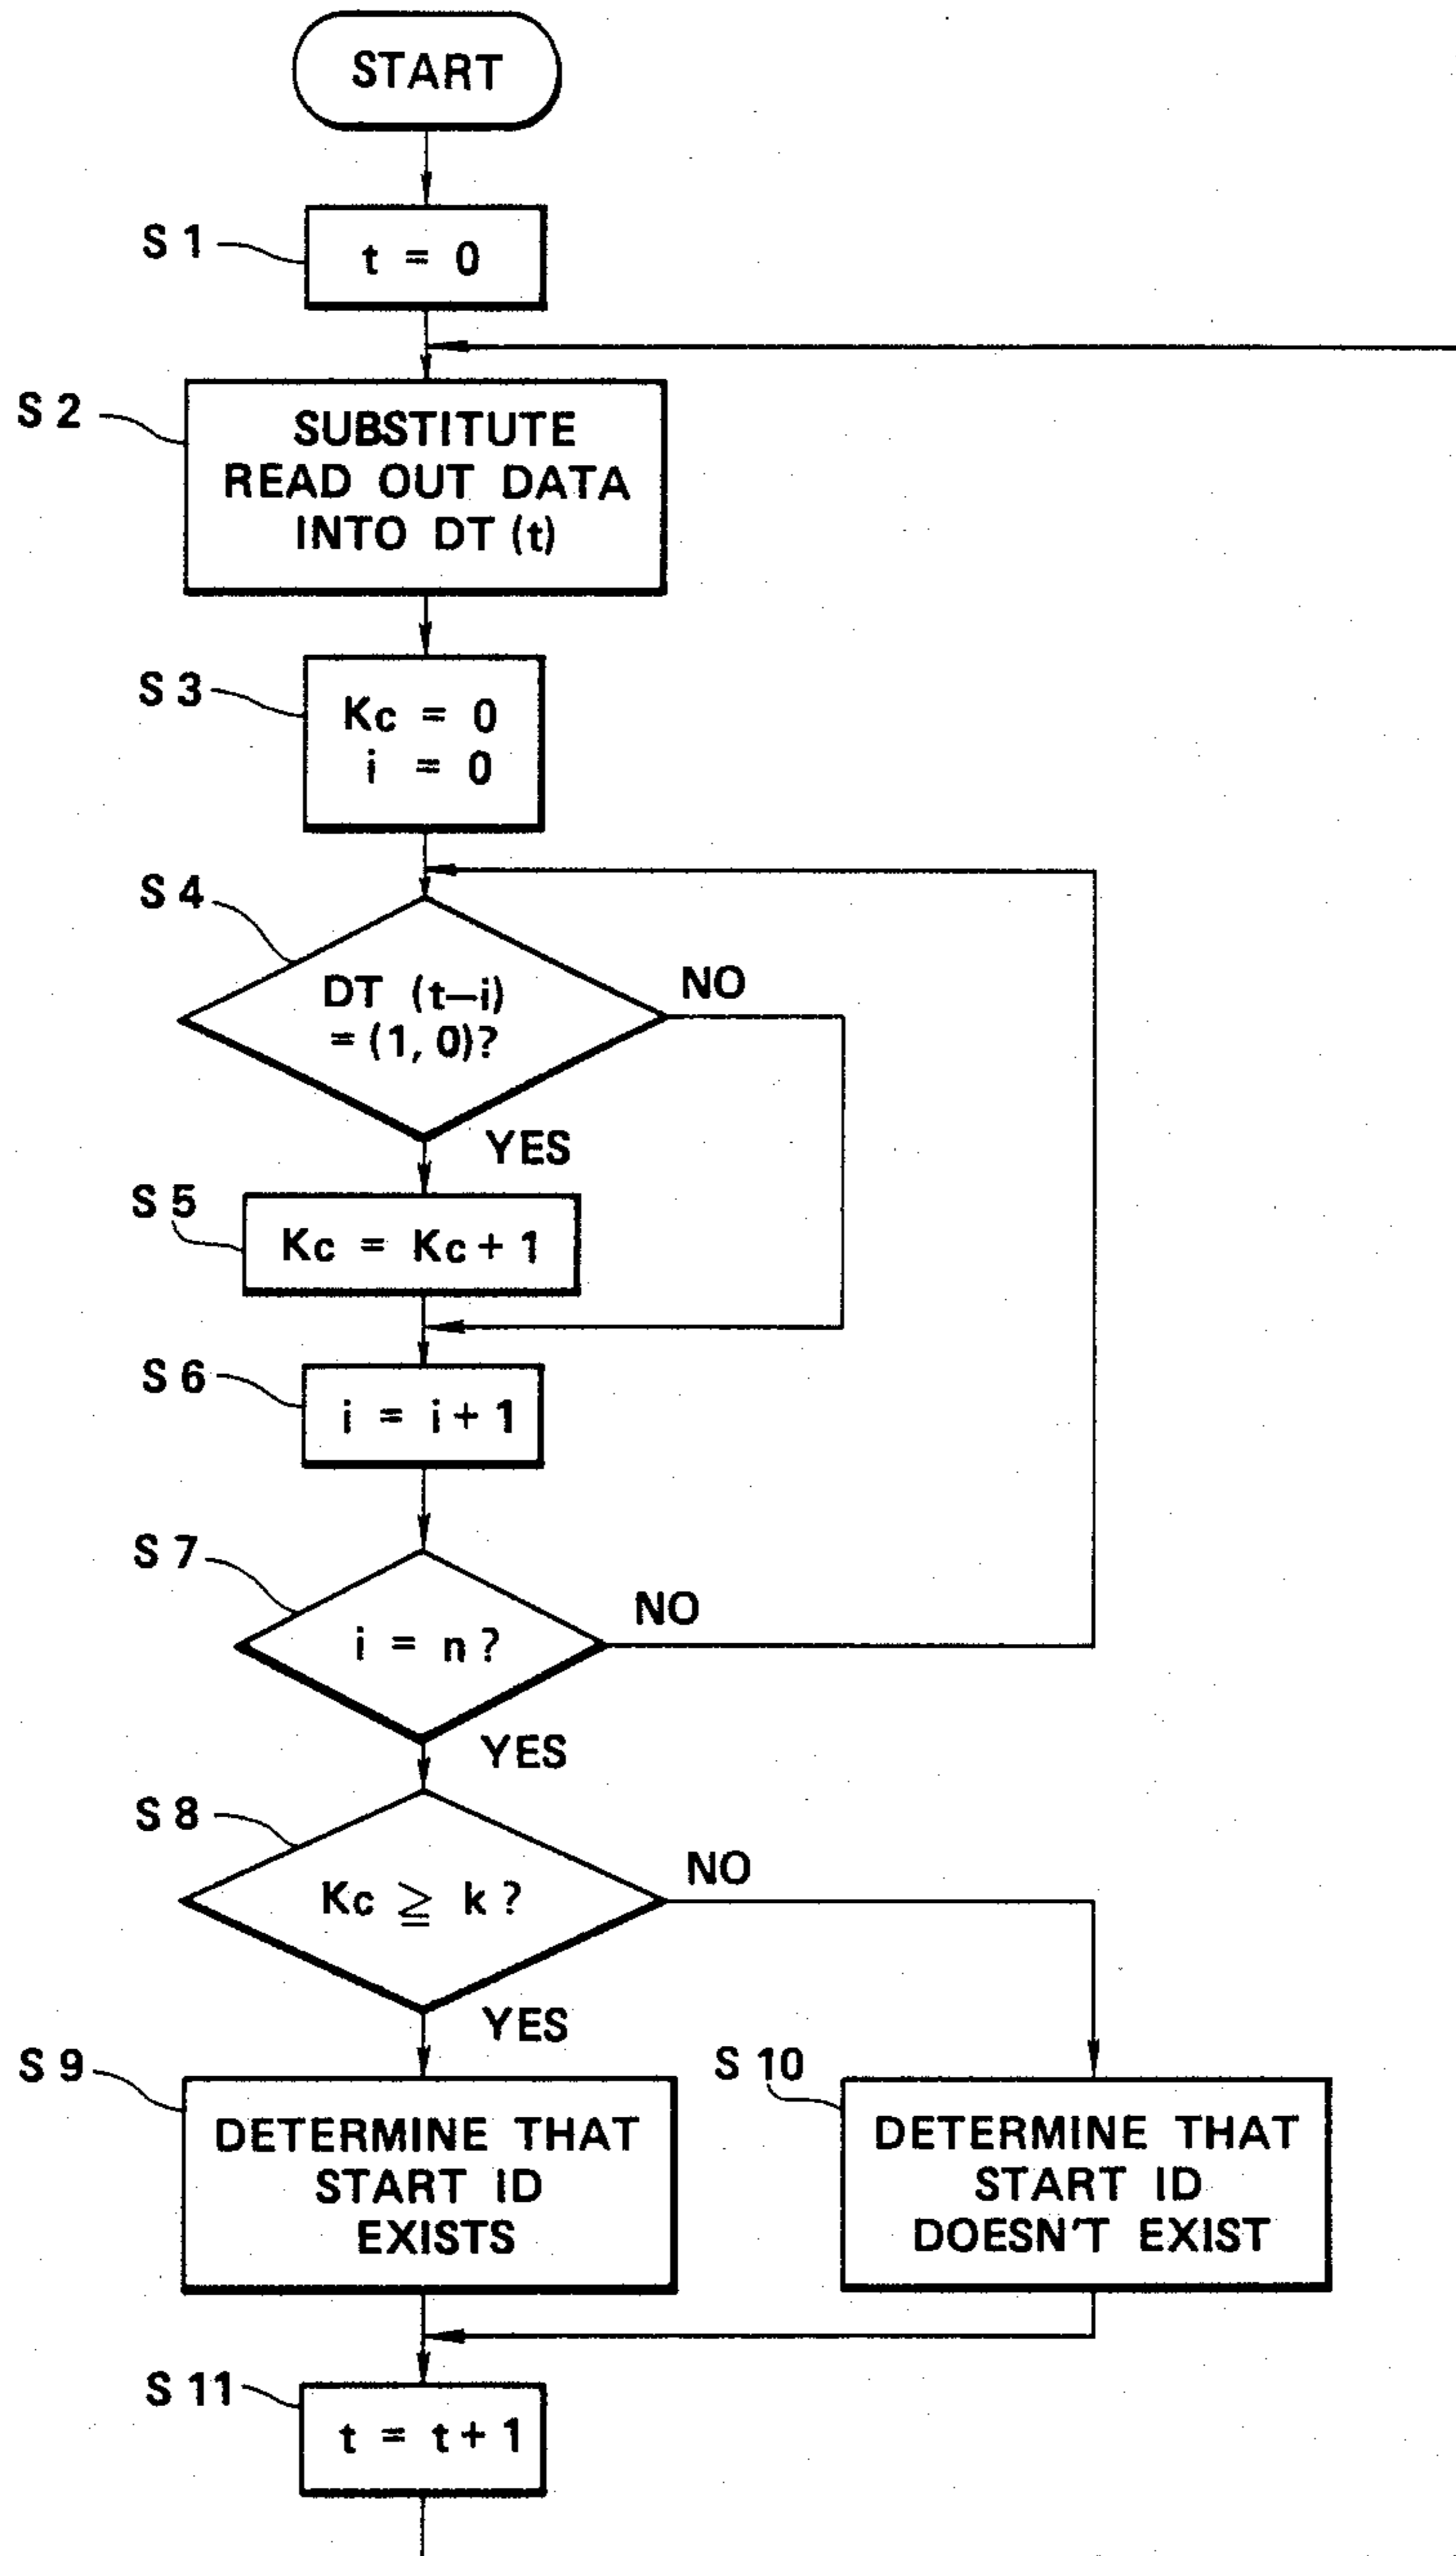 START
S 1
t = 0
S 2
SUBSTITUTE
READ OUT DATA
INTO DT (t)
S 3
Kc = 0
i = 0
S 4
DT (t–i)
= (1, 0)?
NO
YES
S 5
Kc = Kc + 1
S 6
i = i + 1
S 7
i = n ?
NO
YES
S 8
Kc ≧ k ?
NO
YES
S 9
DETERMINE THAT
START ID
EXISTS
S 10
DETERMINE THAT
START ID
DOESN'T EXIST
S 11
t = t + 1